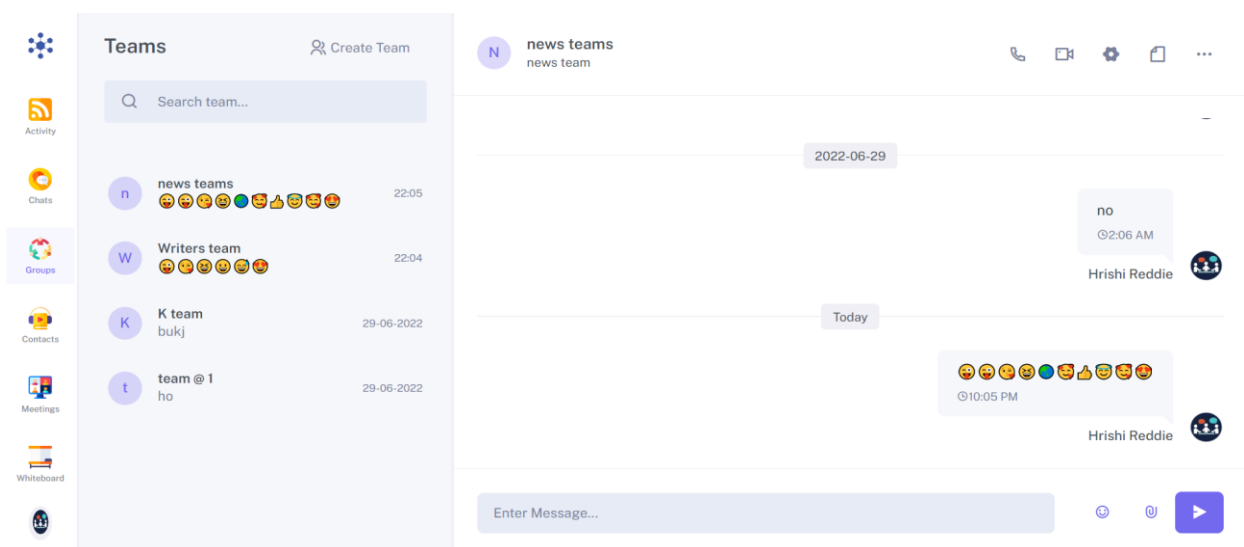 Activity
Chats
Groups
Contacts
Meetings
Whiteboard
Teams
Create Team
Search team...
n
news teams
😜😜😘😆🌏🥰👍😇🥰😍
22:05
W
Writers team
😜😘😆😀😅😍
22:04
K
K team
bukj
29-06-2022
t
team @ 1
ho
29-06-2022
N
news teams
news team
2022-06-29
no
2:06 AM
Hrishi Reddie
Today
😜😜😘😆🌏🥰👍😇🥰😍
10:05 PM
Hrishi Reddie
Enter Message...